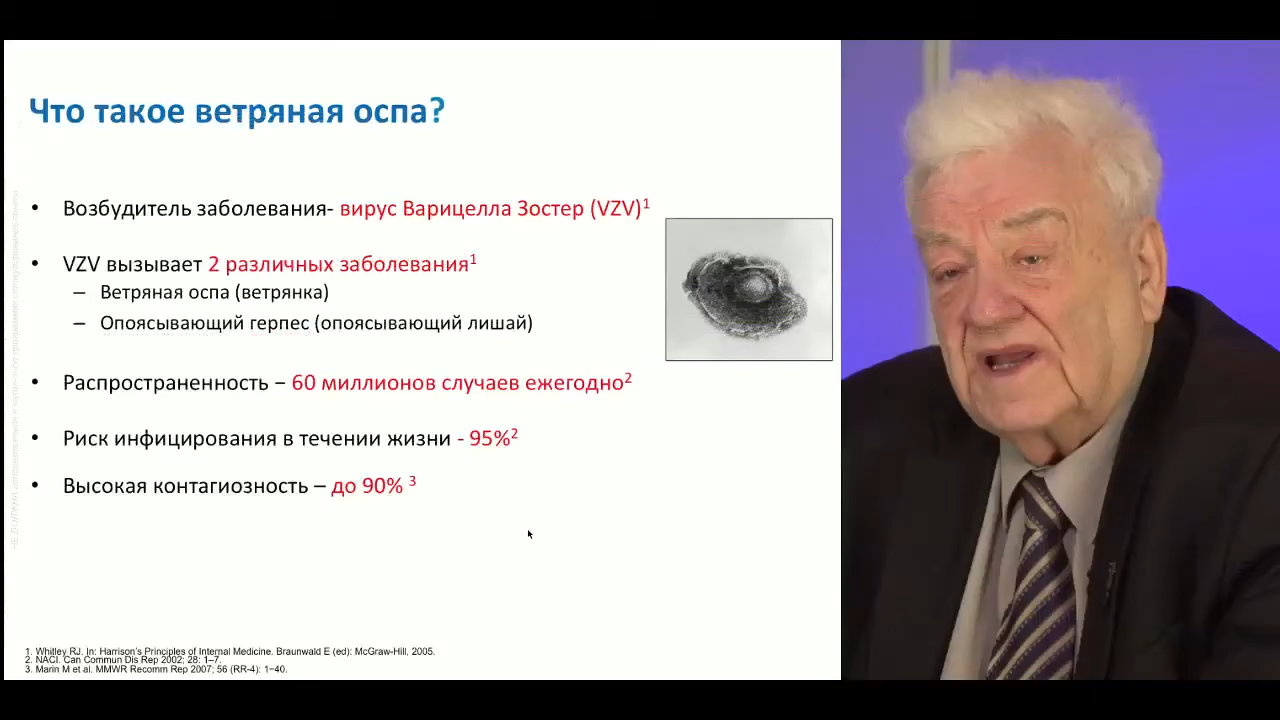 Что такое ветряная оспа?
• Возбудитель заболевания- вирус Варицелла Зостер (VZV)1
• VZV вызывает 2 различных заболевания1
– Ветряная оспа (ветрянка)
– Опоясывающий герпес (опоясывающий лишай)
• Распространенность – 60 миллионов случаев ежегодно2
• Риск инфицирования в течении жизни - 95%2
• Высокая контагиозность – до 90% 3
1. Whitley RJ. In: Harrison's Principles of Internal Medicine. Braunwald E (ed): McGraw-Hill, 2005.
2. NACI. Can Commun Dis Rep 2002; 28: 1–7.
3. Marin M et al. MMWR Recomm Rep 2007; 56 (RR-4): 1–40.